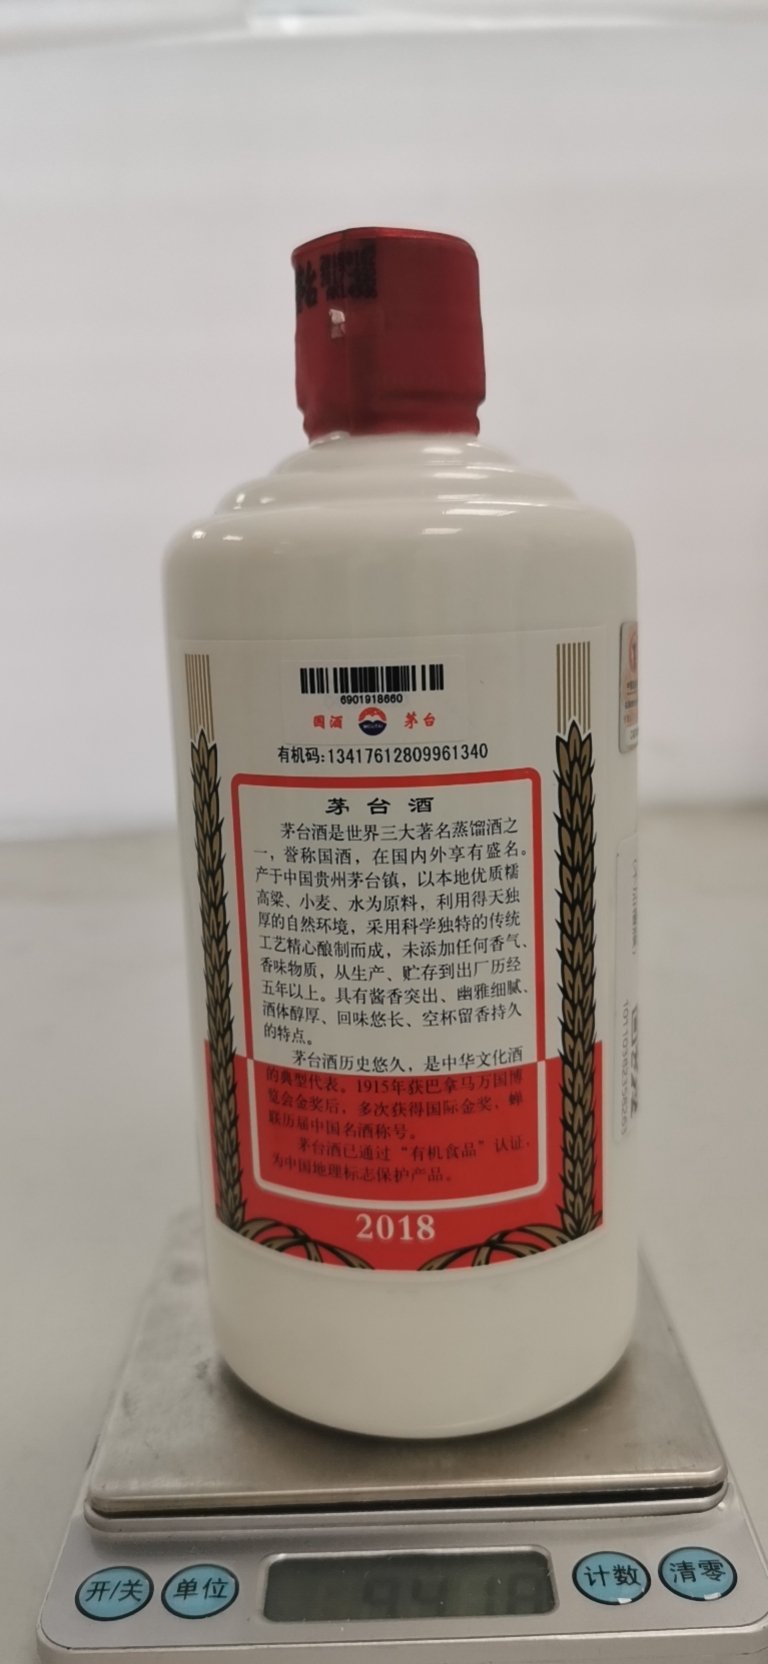 6901918660
国酒 茅台
有机码:13417612809961340
茅台酒
茅台酒是世界三大著名蒸馏酒之
一，誉称国酒，在国内外享有盛名。
产于中国贵州茅台镇，以本地优质糯
高粱、小麦、水为原料，利用得天独
厚的自然环境，采用科学独特的传统
工艺精心酿制而成，未添加任何香气、
香味物质，从生产、贮存到出厂历经
五年以上。具有酱香突出、幽雅细腻、
酒体醇厚、回味悠长、空杯留香持久
的特点。
茅台酒历史悠久，是中华文化酒
的典型代表。1915年获巴拿马万国博
览会金奖后，多次获得国际金奖、蝉
联历届中国名酒称号。
茅台酒已通过“有机食品”认证，
为中国地理标志保护产品。
2018
开/关
单位
计数
清零